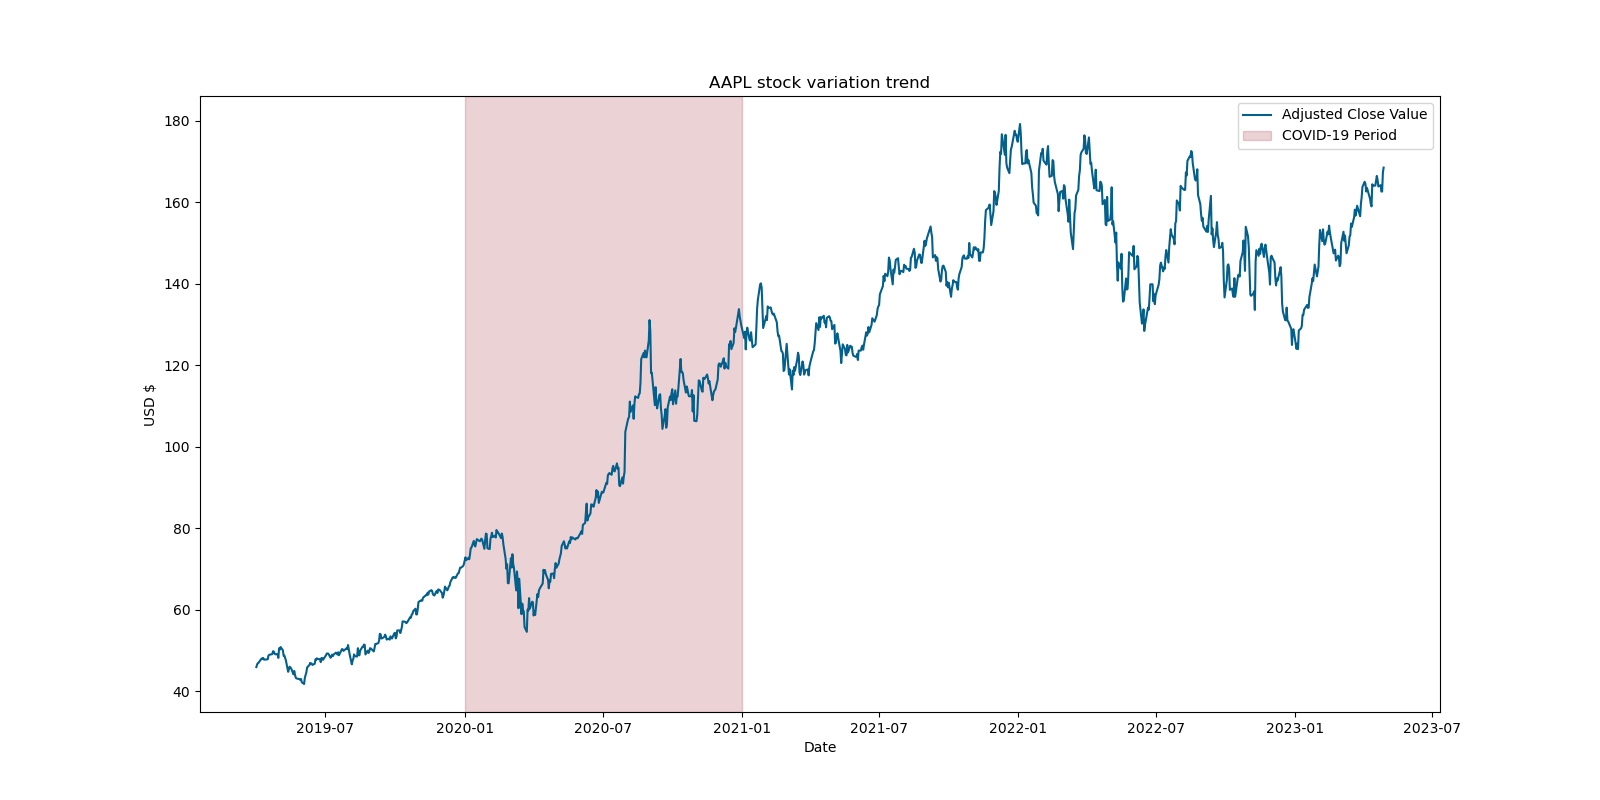 AAPL stock variation trend
Adjusted Close Value
COVID-19 Period
180
160
140
120
100
80
60
40
USD $
2019-07 2020-01 2020-07 2021-01 2021-07 2022-01 2022-07 2023-01 2023-07
Date